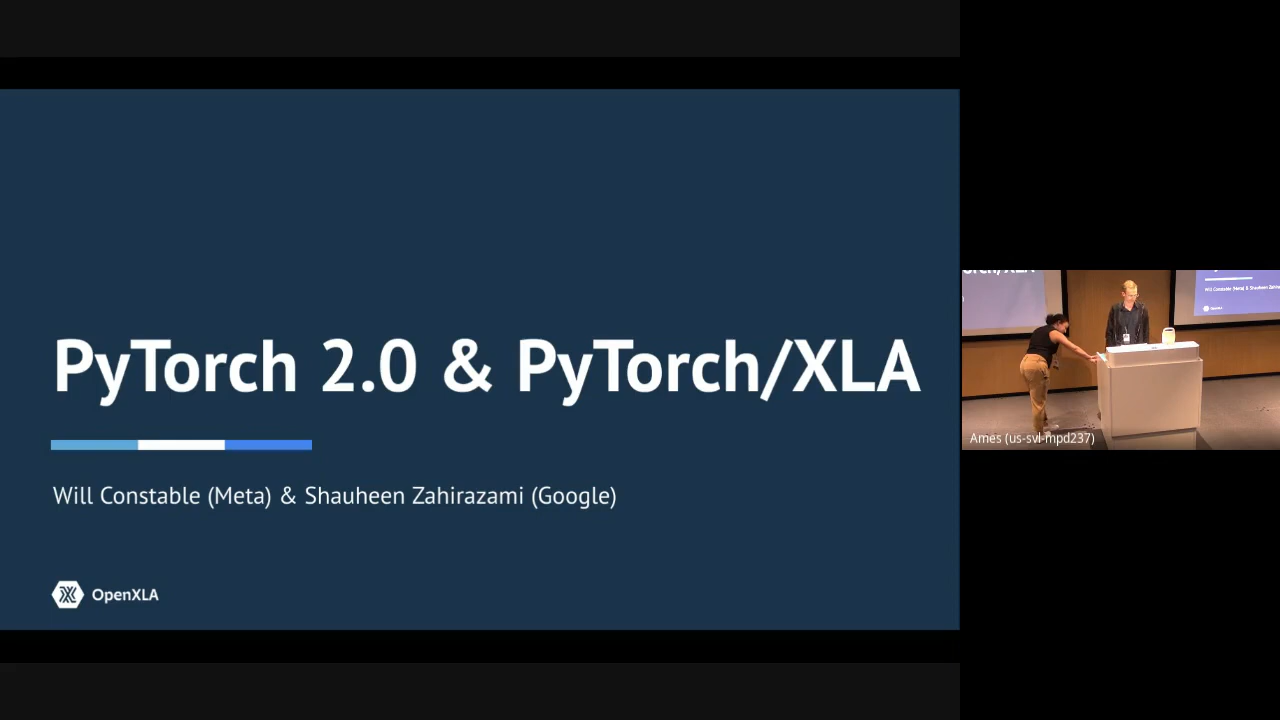 PyTorch 2.0 & PyTorch/XLA
Will Constable (Meta) & Shauheen Zahirazami (Google)
OpenXLA
Ames (us-svl-mpd237)